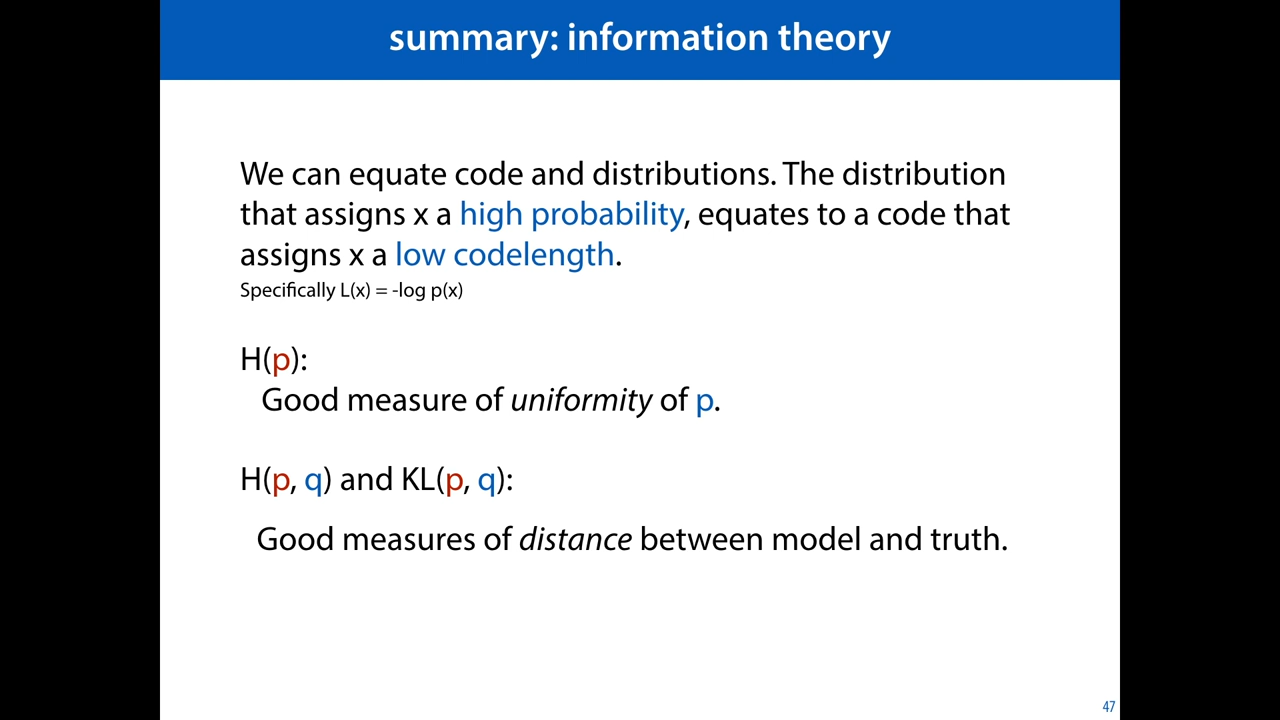 summary: information theory
We can equate code and distributions. The distribution
that assigns x a high probability, equates to a code that
assigns x a low codelength.
Specifically L(x) = -log p(x)
H(p):
Good measure of uniformity of p.
H(p, q) and KL(p, q):
Good measures of distance between model and truth.
47